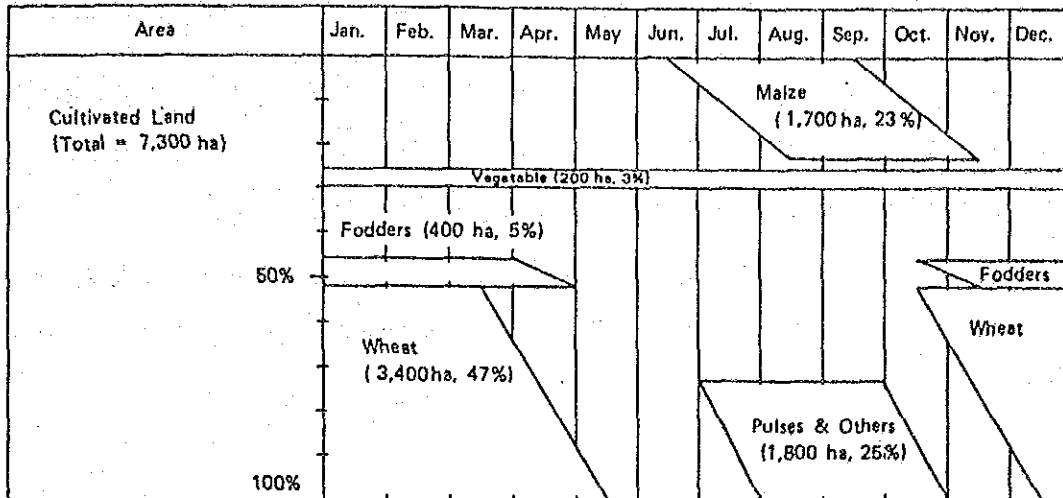 Area Jan. Feb. Mar. Apr. May Jun. Jul. Aug. Sep. Oct. Nov. Dec.
Maize
(1,700 ha, 23%)
Cultivated Land
(Total = 7,300 ha)
Vegetable (200 ha, 3%)
Fodders (400 ha, 5%)
50%
Fodders
Wheat
Wheat
(3,400ha, 47%)
Pulses & Others
(1,800 ha, 25%)
100%